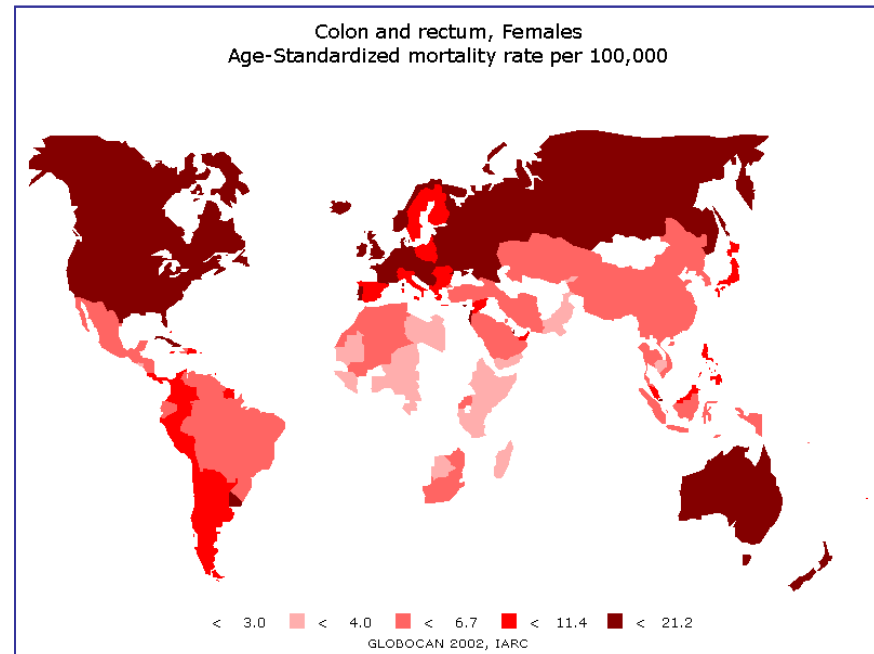 Colon and rectum, Females
Age-Standardized mortality rate per 100,000
< 3.0 < 4.0 < 6.7 < 11.4 < 21.2
GLOBOCAN 2002, IARC